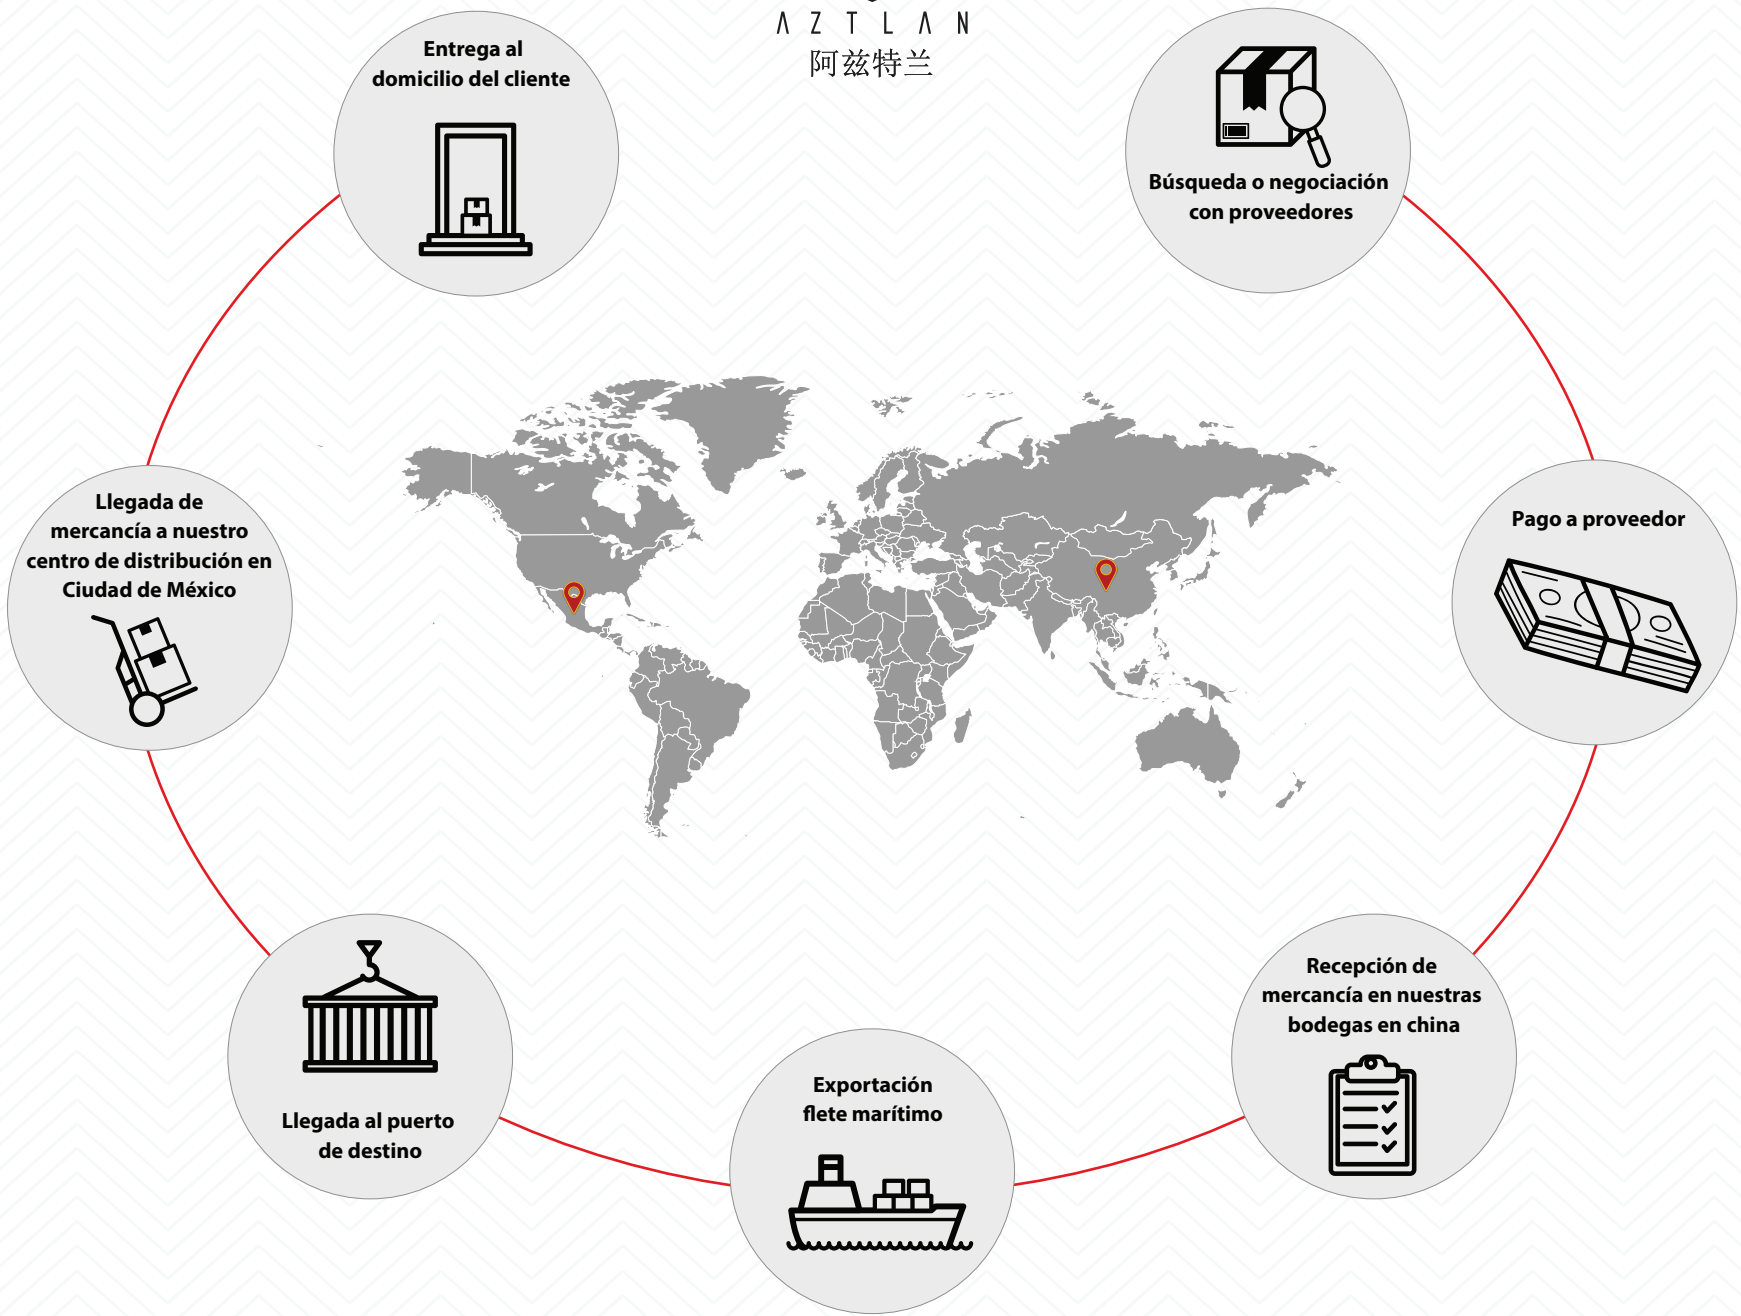 AZTLAN
阿兹特兰
Entrega al
domicilio del cliente
Búsqueda o negociación
con proveedores
Llegada de
mercancía a nuestro
centro de distribución en
Ciudad de México
Pago a proveedor
Recepción de
mercancía en nuestras
bodegas en china
Llegada al puerto
de destino
Exportación
flete marítimo